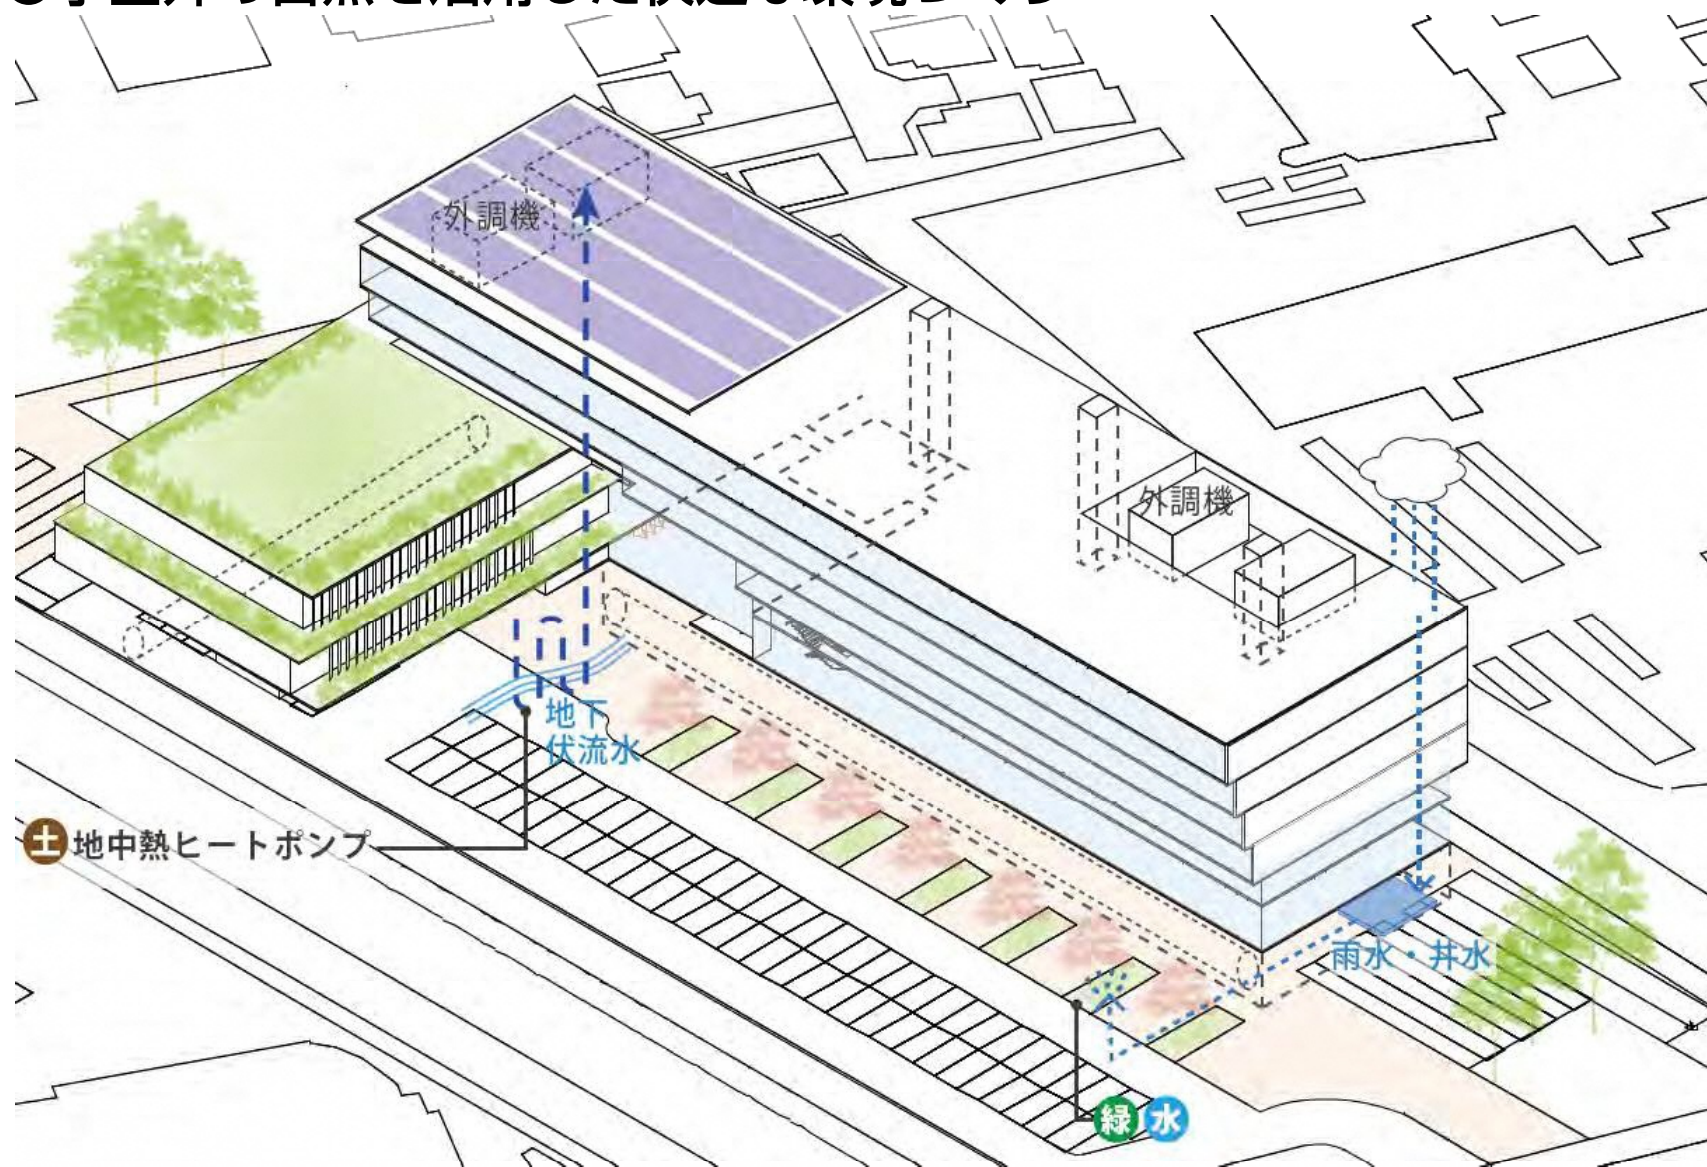 外調機
外調機
地下
伏流水
土 地中熱ヒートポンプ
雨水・井水
緑 水